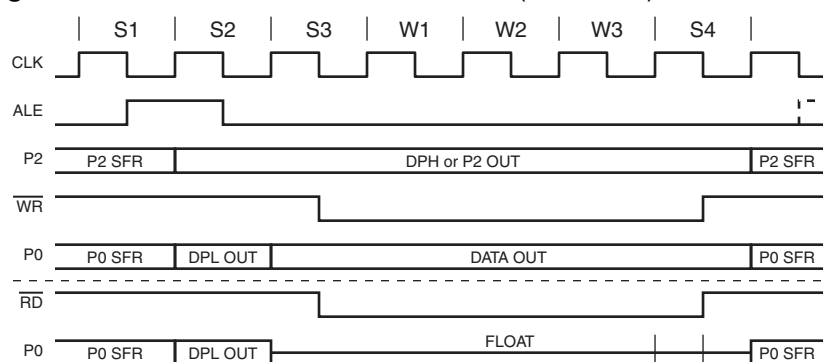 S1 S2 S3 W1 W2 W3 S4
CLK
ALE
P2 P2 SFR DPH or P2 OUT P2 SFR
WR
P0 P0 SFR DPL OUT DATA OUT P0 SFR
RD
P0 P0 SFR DPL OUT FLOAT P0 SFR